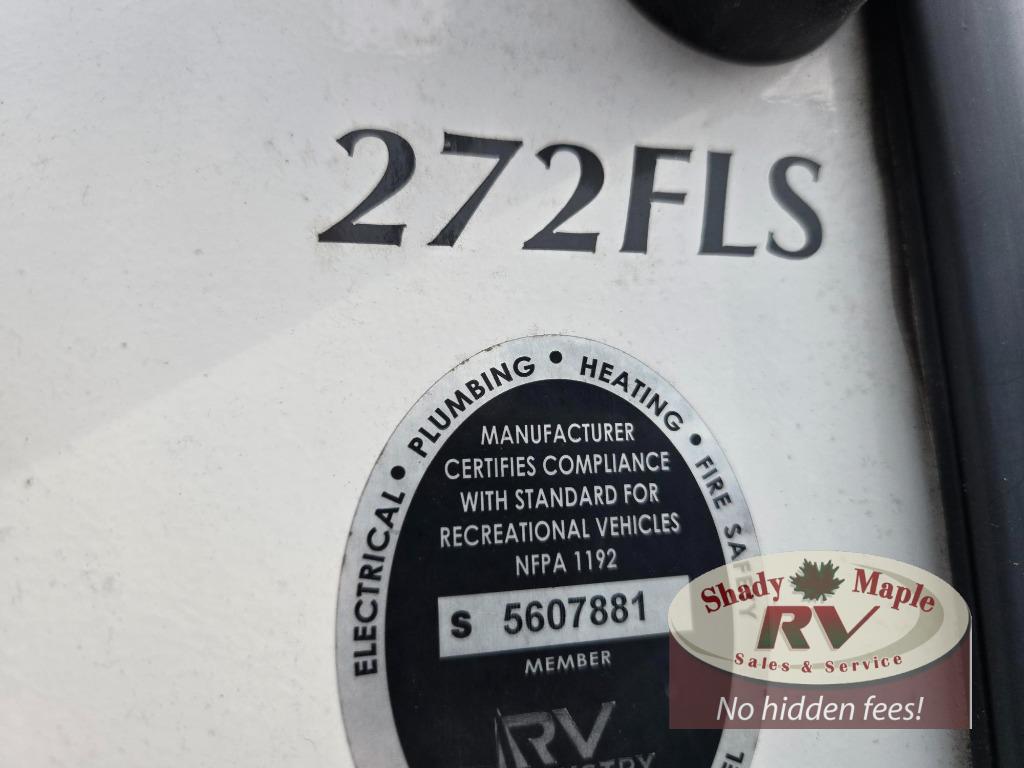 272FLS
ELECTRICAL • PLUMBING • HEATING • FIRE SAFETY
MANUFACTURER
CERTIFIES COMPLIANCE
WITH STANDARD FOR
RECREATIONAL VEHICLES
NFPA 1192
S 5607881
MEMBER
RV
Shady Maple
RV
Sales & Service
No hidden fees!